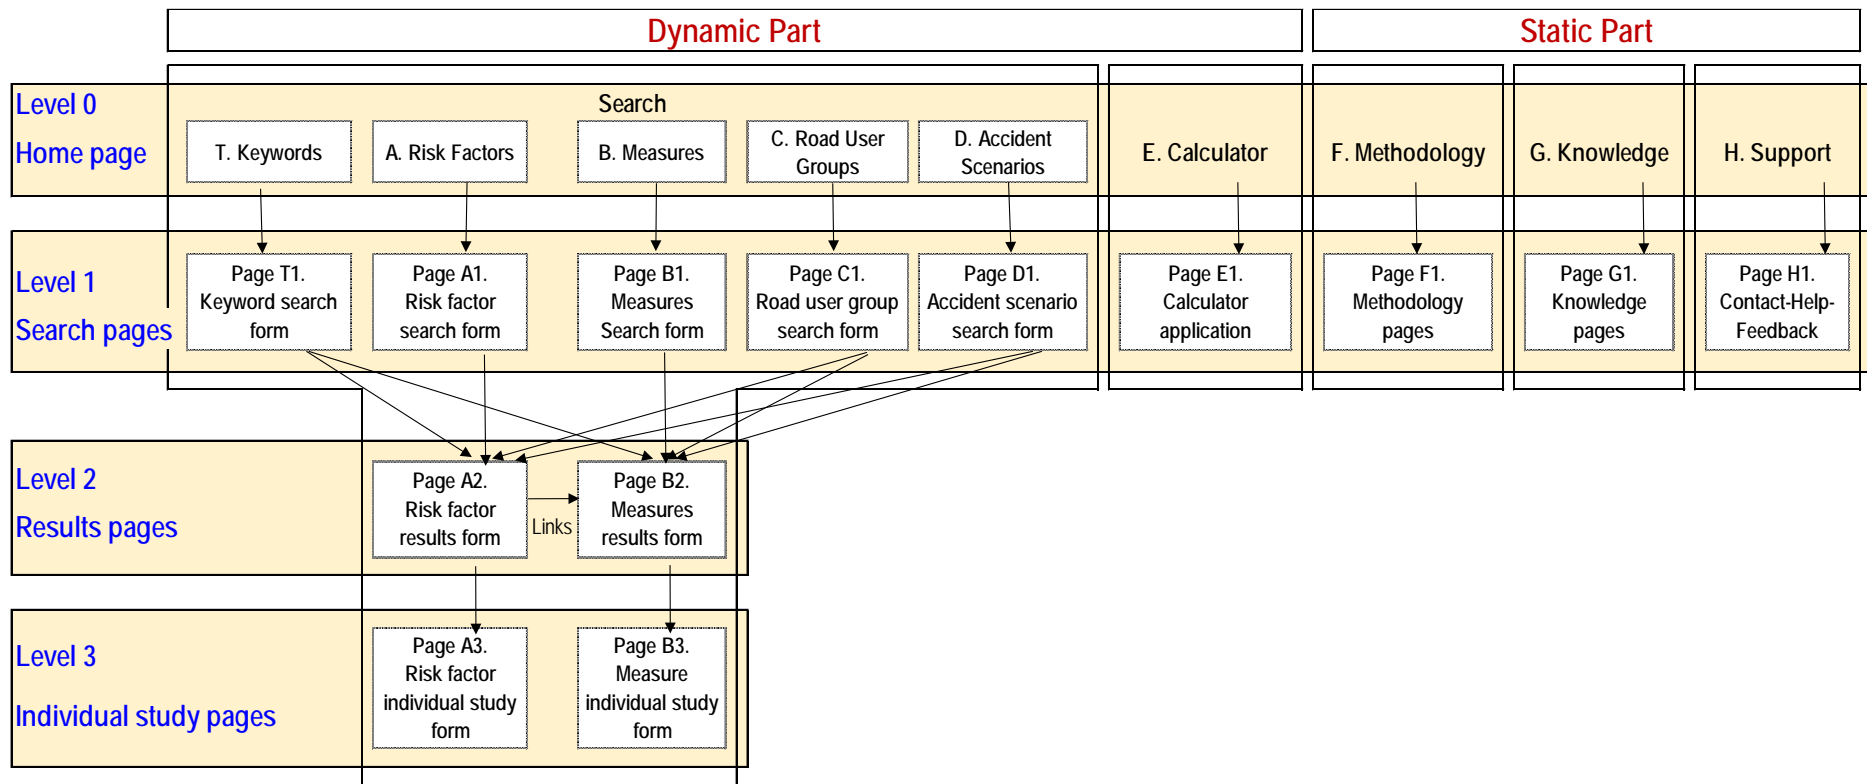 Dynamic Part
Static Part
Level 0
Home page
Search
T. Keywords
A. Risk Factors
B. Measures
C. Road User
Groups
D. Accident
Scenarios
E. Calculator
F. Methodology
G. Knowledge
H. Support
Level 1
Search pages
Page T1.
Keyword search
form
Page A1.
Risk factor
search form
Page B1.
Measures
Search form
Page C1.
Road user group
search form
Page D1.
Accident scenario
search form
Page E1.
Calculator
application
Page F1.
Methodology
pages
Page G1.
Knowledge
pages
Page H1.
Contact-Help-
Feedback
Level 2
Results pages
Page A2.
Risk factor
results form
Links
Page B2.
Measures
results form
Level 3
Individual study pages
Page A3.
Risk factor
individual study
form
Page B3.
Measure
individual study
form